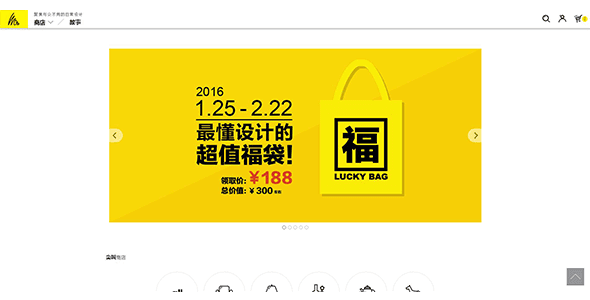 商店
故事
0
2016
1.25 - 2.22
最懂设计的
超值福袋!
领取价: ¥188
总价值: ¥300
福
LUCKY BAG